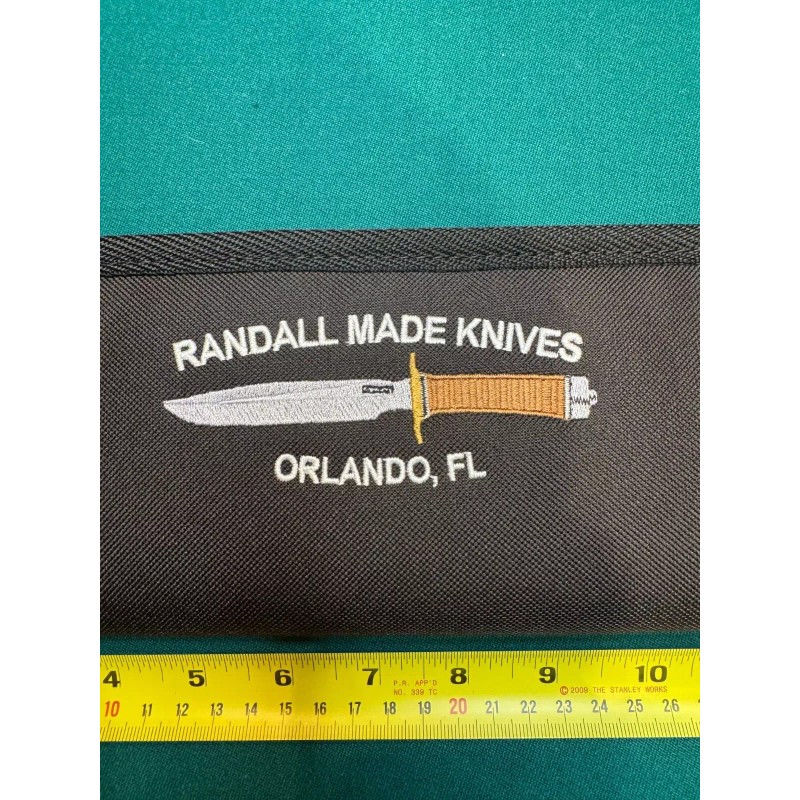 RANDALL MADE KNIVES
ORLANDO, FL
4 5 6 7 8 9 10
P.R. APP'D
NO. 339 TC
© 2009 THE STANLEY WORKS
10 11 12 13 14 15 16 17 18 19 20 21 22 23 24 25 26